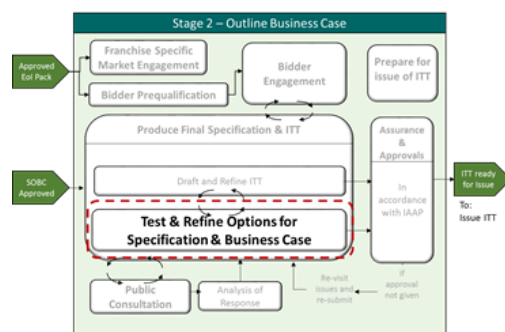 Stage 2 – Outline Business Case
Approved
EoI Pack
Franchise Specific
Market Engagement
Bidder Prequalification
Bidder
Engagement
Prepare for
issue of ITT
Produce Final Specification & ITT
Assurance
&
Approvals
SOBC
Approved
Draft and Refine ITT
In
accordance
with IAAP
ITT ready
for Issue
To:
Issue ITT
Test & Refine Options for
Specification & Business Case
Public
Consultation
Analysis of
Response
Re-visit
issues and
re-submit
if
approval
not given